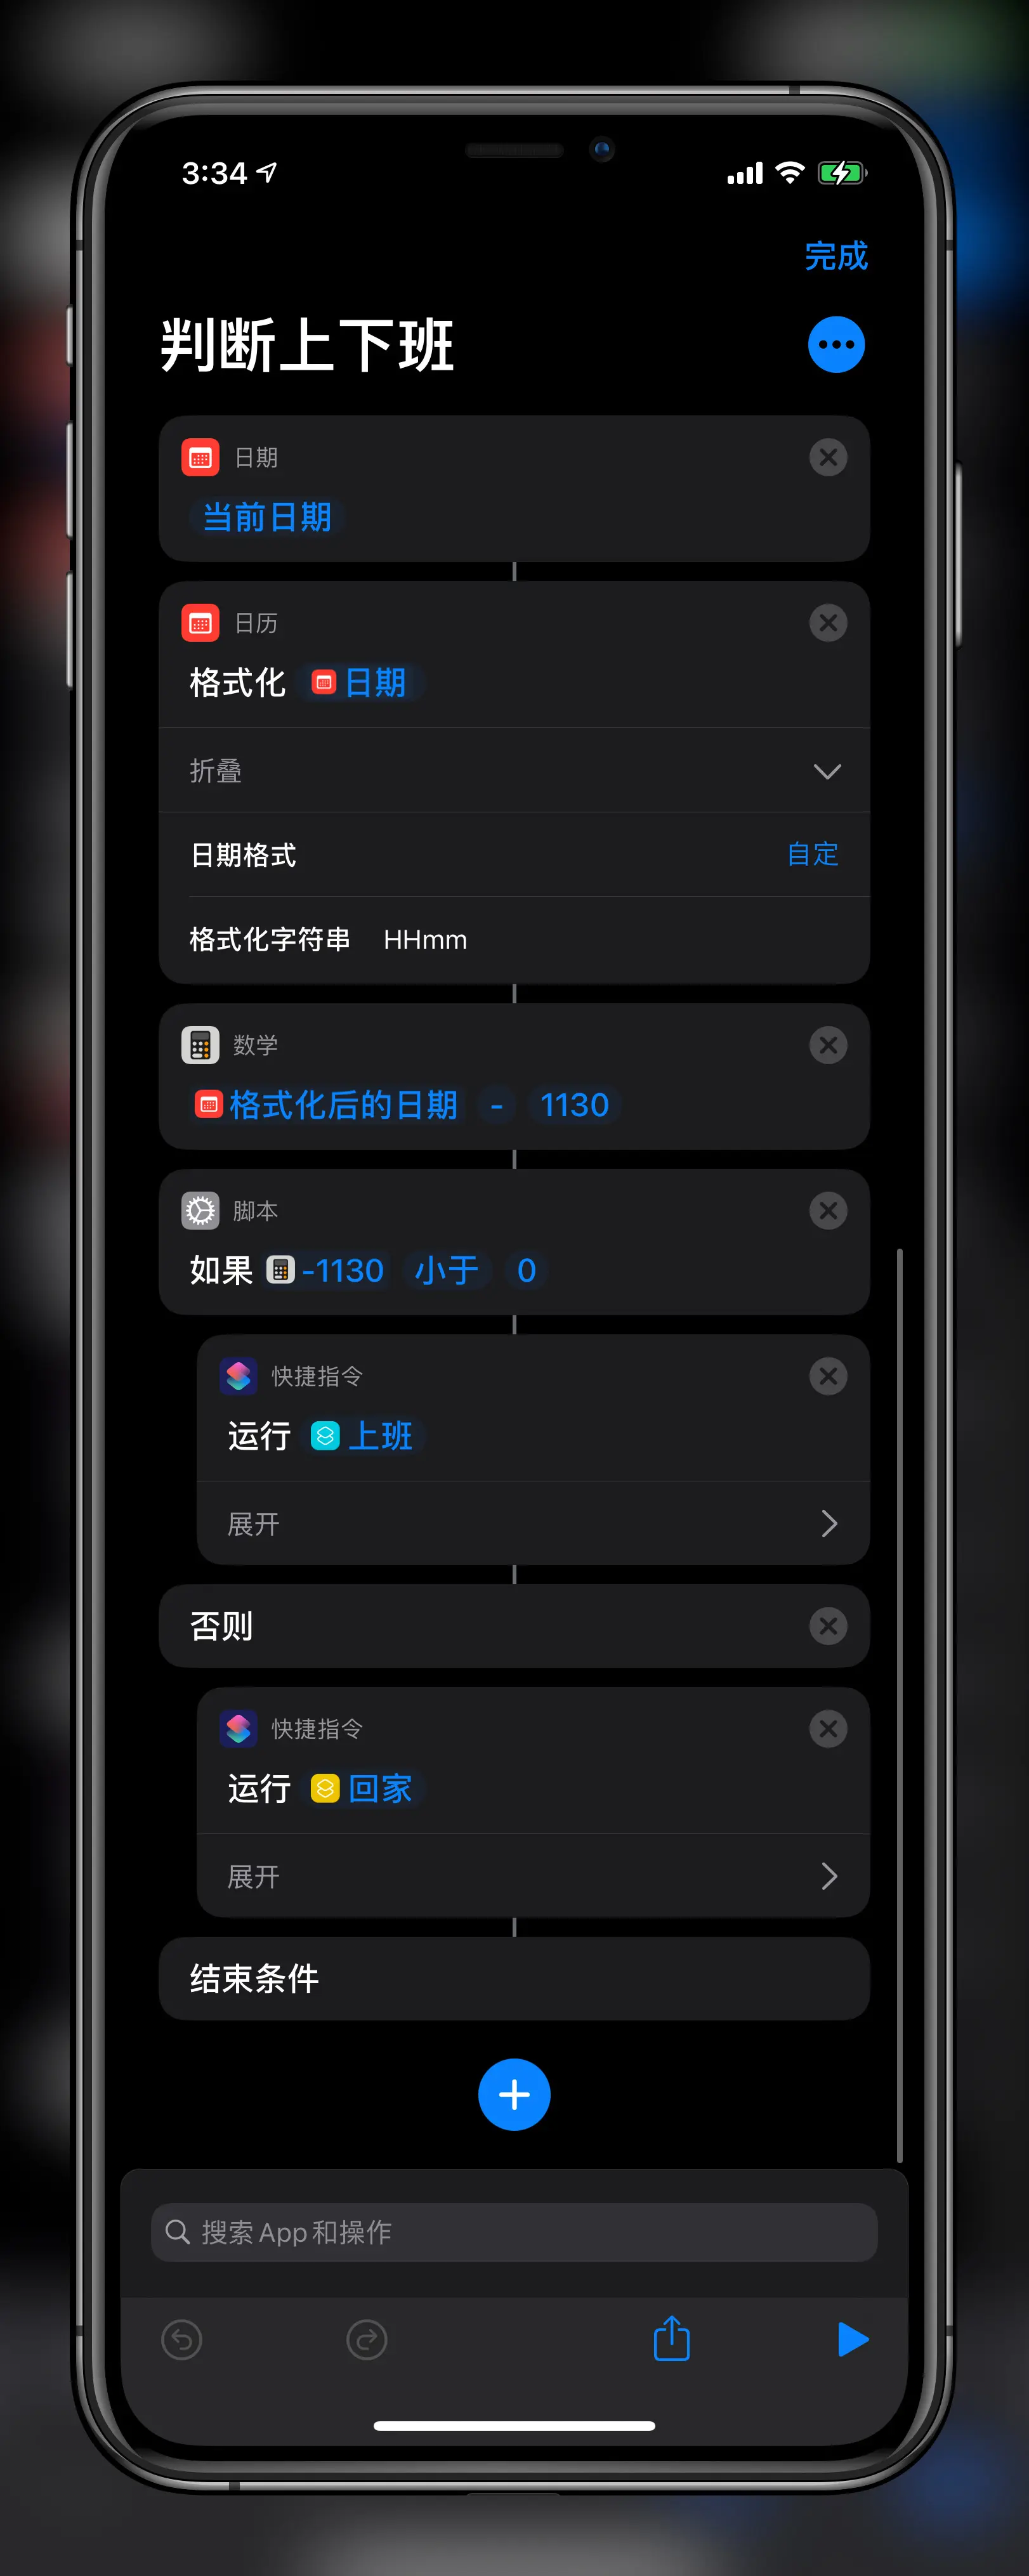 3:34
完成
判断上下班
日期
当前日期
日历
格式化 日期
折叠
日期格式 自定
格式化字符串 HHmm
数学
格式化后的日期 - 1130
脚本
如果 -1130 小于 0
快捷指令
运行 上班
展开
否则
快捷指令
运行 回家
展开
结束条件
搜索 App 和操作